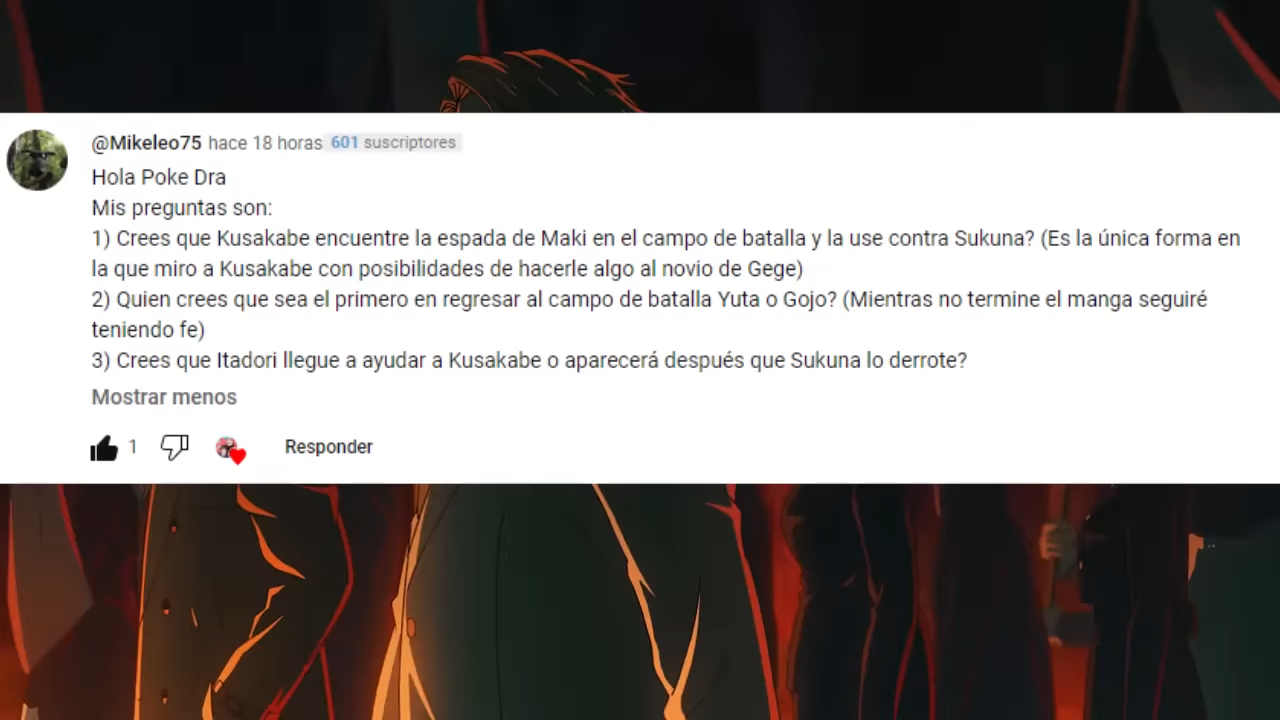 @Mikeleo75 hace 18 horas 601 suscriptores
Hola Poke Dra
Mis preguntas son:
1) Crees que Kusakabe encuentre la espada de Maki en el campo de batalla y la use contra Sukuna? (Es la única forma en
la que miro a Kusakabe con posibilidades de hacerle algo al novio de Gege)
2) Quien crees que sea el primero en regresar al campo de batalla Yuta o Gojo? (Mientras no termine el manga seguiré
teniendo fe)
3) Crees que Itadori llegue a ayudar a Kusakabe o aparecerá después que Sukuna lo derrote?
Mostrar menos
1 Responder